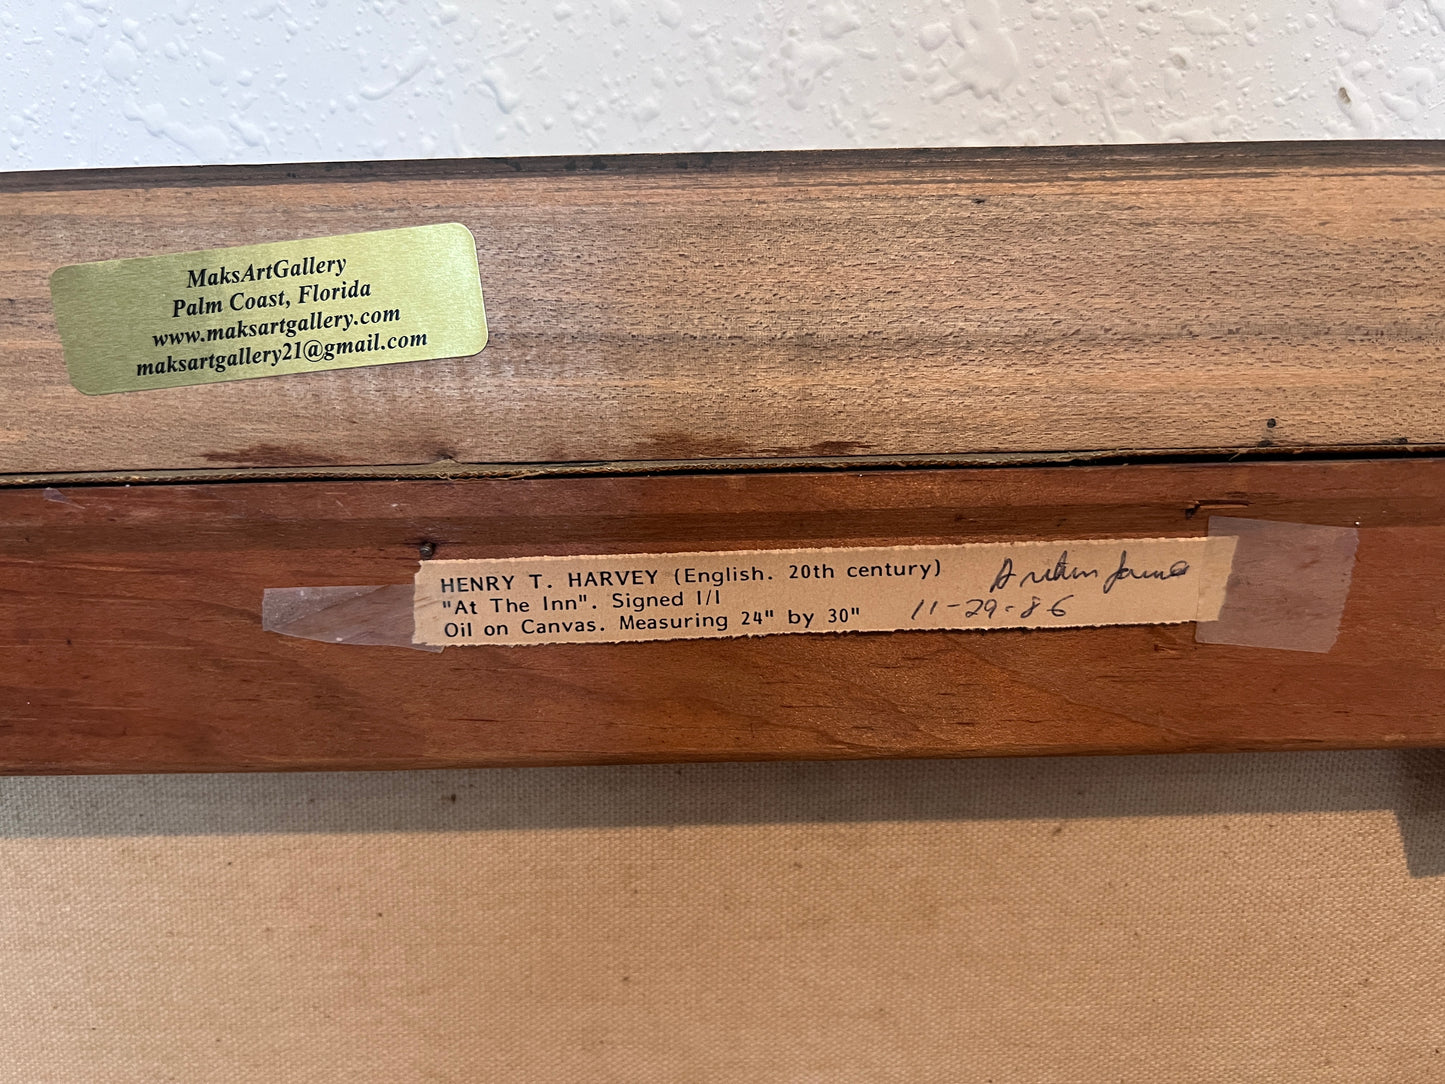 MaksArtGallery
Palm Coast, Florida
www.maksartgallery.com
maksartgallery21@gmail.com
HENRY T. HARVEY (English. 20th century)
"At The Inn". Signed l/l
Oil on Canvas. Measuring 24" by 30"
11-29-86